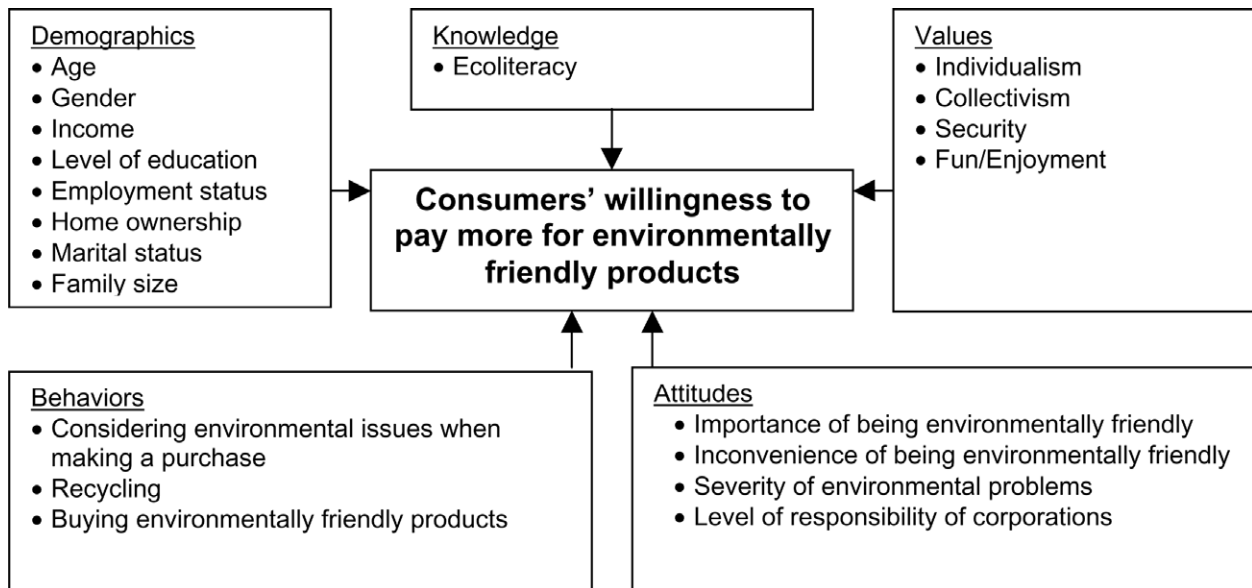 Demographics
• Age
• Gender
• Income
• Level of education
• Employment status
• Home ownership
• Marital status
• Family size
Knowledge
• Ecoliteracy
Values
• Individualism
• Collectivism
• Security
• Fun/Enjoyment
Consumers’ willingness to
pay more for environmentally
friendly products
Behaviors
• Considering environmental issues when
making a purchase
• Recycling
• Buying environmentally friendly products
Attitudes
• Importance of being environmentally friendly
• Inconvenience of being environmentally friendly
• Severity of environmental problems
• Level of responsibility of corporations